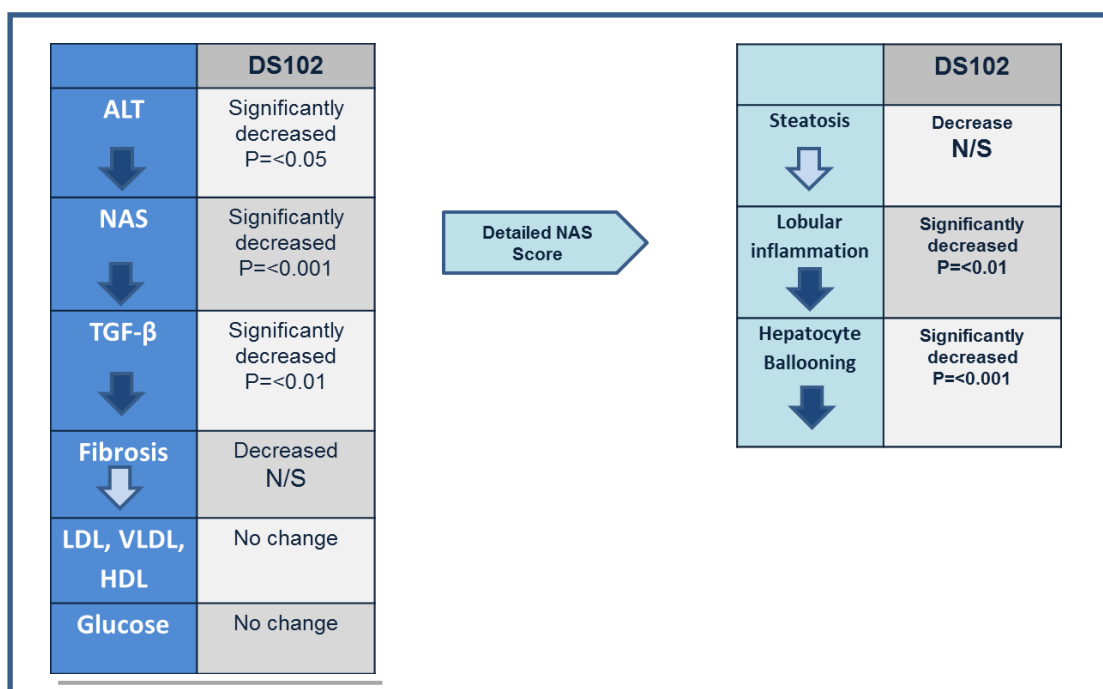 DS102
ALT
Significantly
decreased
P=<0.05
NAS
Significantly
decreased
P=<0.001
TGF-β
Significantly
decreased
P=<0.01
Fibrosis
Decreased
N/S
LDL, VLDL,
HDL
No change
Glucose
No change
Detailed NAS
Score
DS102
Steatosis
Decrease
N/S
Lobular
inflammation
Significantly
decreased
P=<0.01
Hepatocyte
Ballooning
Significantly
decreased
P=<0.001